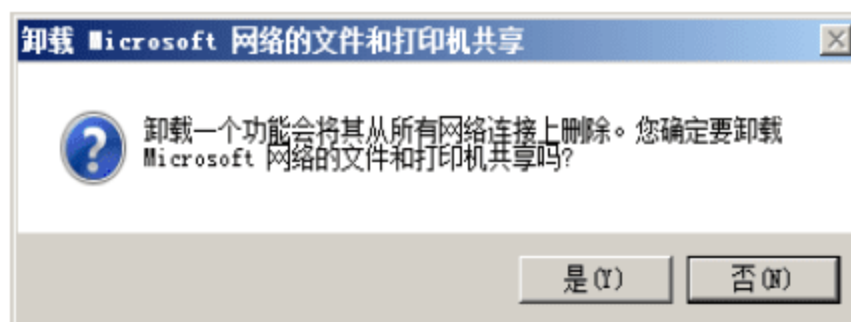 卸载 Microsoft 网络的文件和打印机共享
卸载一个功能会将其从所有网络连接上删除。您确定要卸载
Microsoft 网络的文件和打印机共享吗?
是(Y)
否(N)